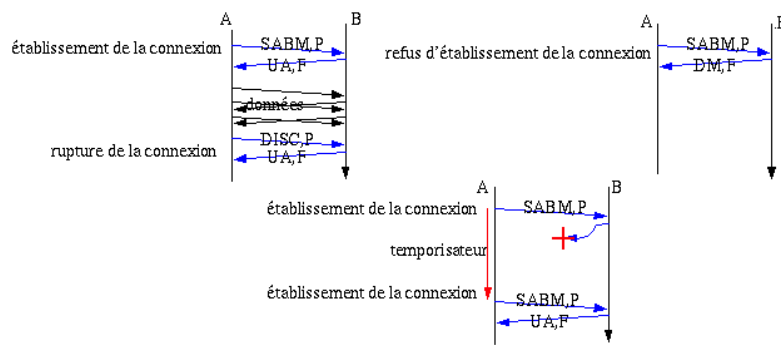 A B
établissement de la connexion SABM,P
UA,F
données
rupture de la connexion DISC,P
UA,F
A B
refus d'établissement de la connexion SABM,P
DM,F
A B
établissement de la connexion SABM,P
temporisateur
établissement de la connexion SABM,P
UA,F